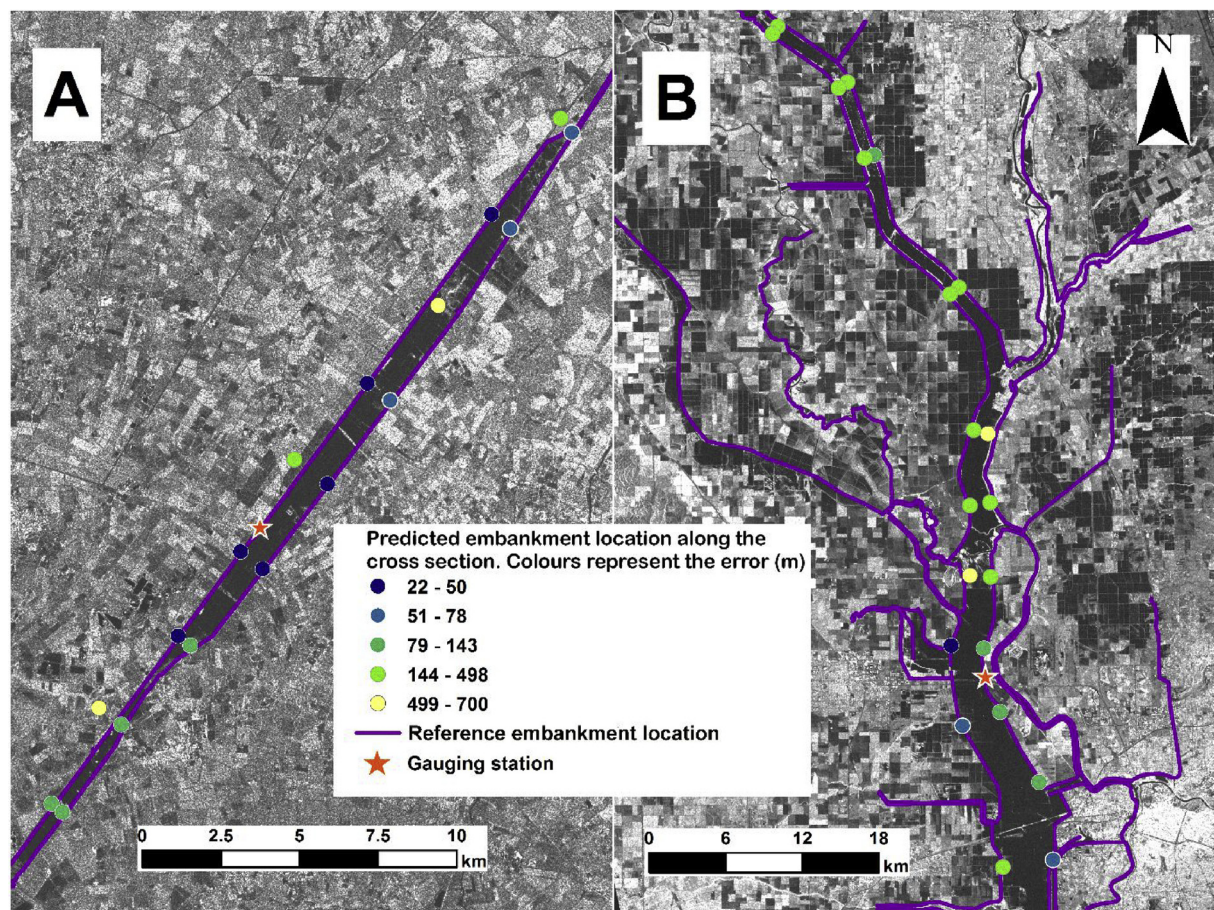 A
B
N
Predicted embankment location along the
cross section. Colours represent the error (m)
22 - 50
51 - 78
79 - 143
144 - 498
499 - 700
Reference embankment location
Gauging station
0 2.5 5 7.5 10
km
0 6 12 18
km